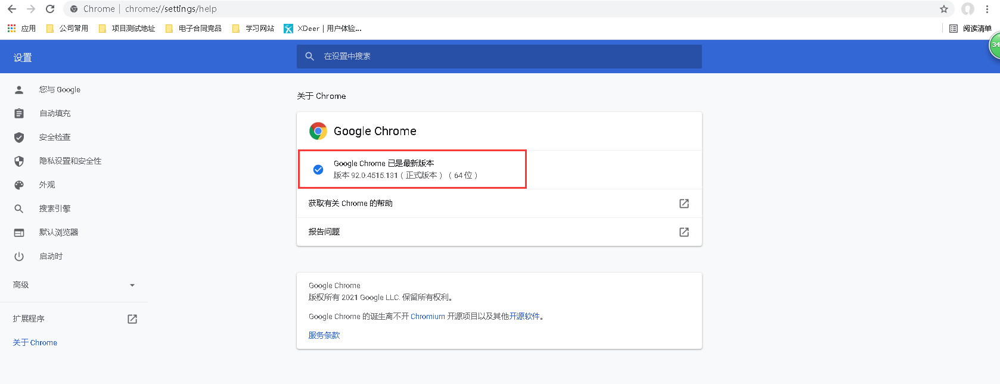 Chrome | chrome://settings/help
应用 公司常用 项目测试地址 电子合同竞品 学习网站 XDeer | 用户体验... 阅读清单
34
设置 在设置中搜索
您与 Google
自动填充
安全检查
隐私设置和安全性
外观
搜索引擎
默认浏览器
启动时
高级
扩展程序
关于 Chrome
关于 Chrome
Google Chrome
Google Chrome 已是最新版本
版本 92.0.4515.131（正式版本）（64 位）
获取有关 Chrome 的帮助
报告问题
Google Chrome
版权所有 2021 Google LLC. 保留所有权利。
Google Chrome 的诞生离不开 Chromium 开源项目以及其他开源软件。
服务条款